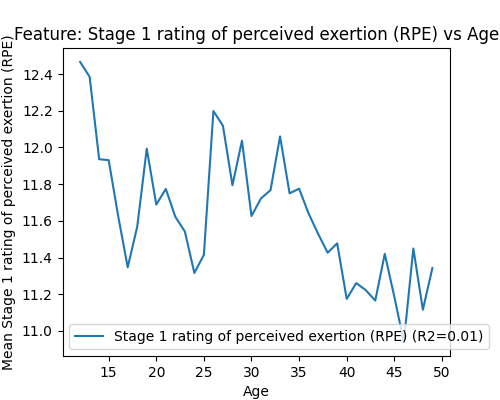 Feature: Stage 1 rating of perceived exertion (RPE) vs Age
Mean Stage 1 rating of perceived exertion (RPE)
12.4
12.2
12.0
11.8
11.6
11.4
11.2
11.0
Stage 1 rating of perceived exertion (RPE) (R2=0.01)
15 20 25 30 35 40 45 50
Age